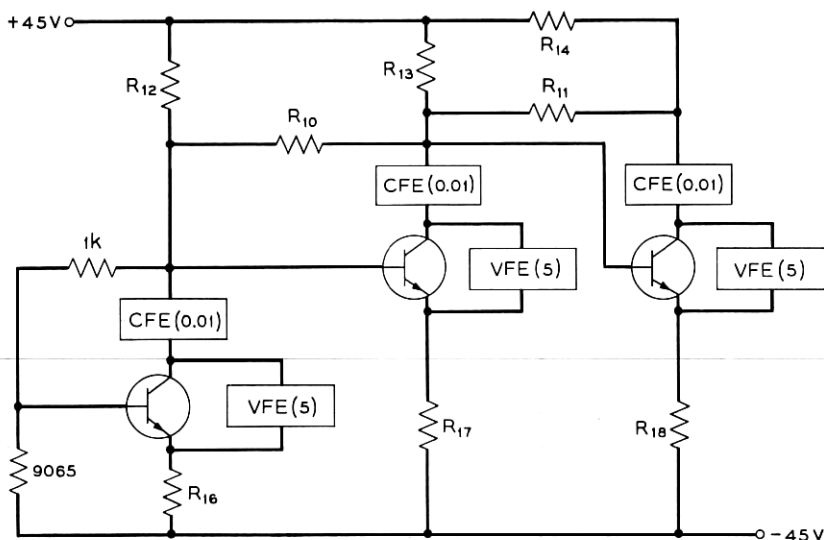 +45V
R14
R12
R13
R11
R10
CFE(0.01)
CFE(0.01)
1k
VFE(5)
VFE(5)
CFE(0.01)
VFE(5)
R17
R18
9065
R16
-45V